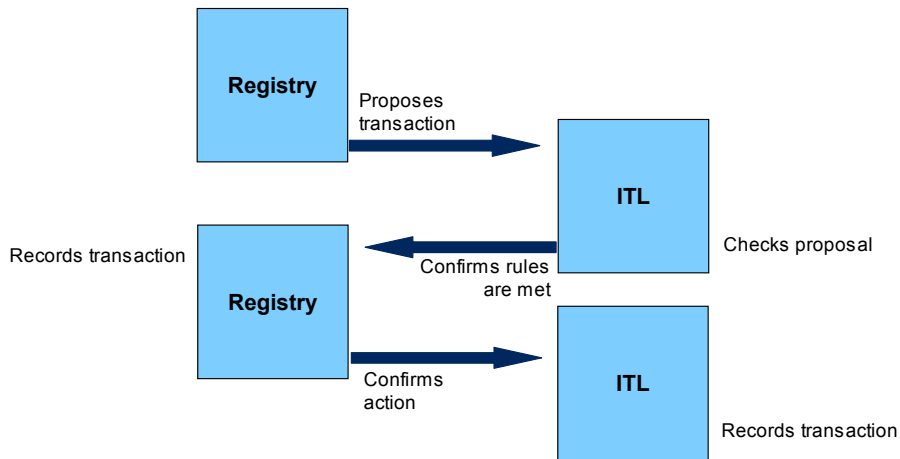 Registry
Proposes
transaction
ITL
Checks proposal
Confirms rules
are met
Records transaction
Registry
Confirms
action
ITL
Records transaction